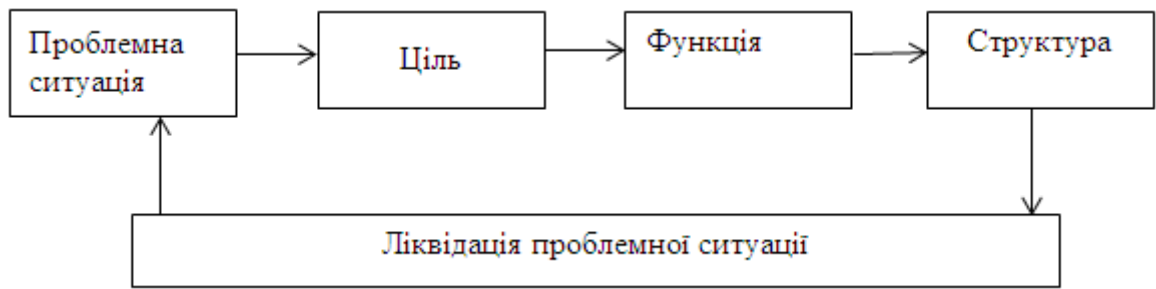 Проблемна
ситуація
Ціль
Функція
Структура
Ліквідація проблемної ситуації